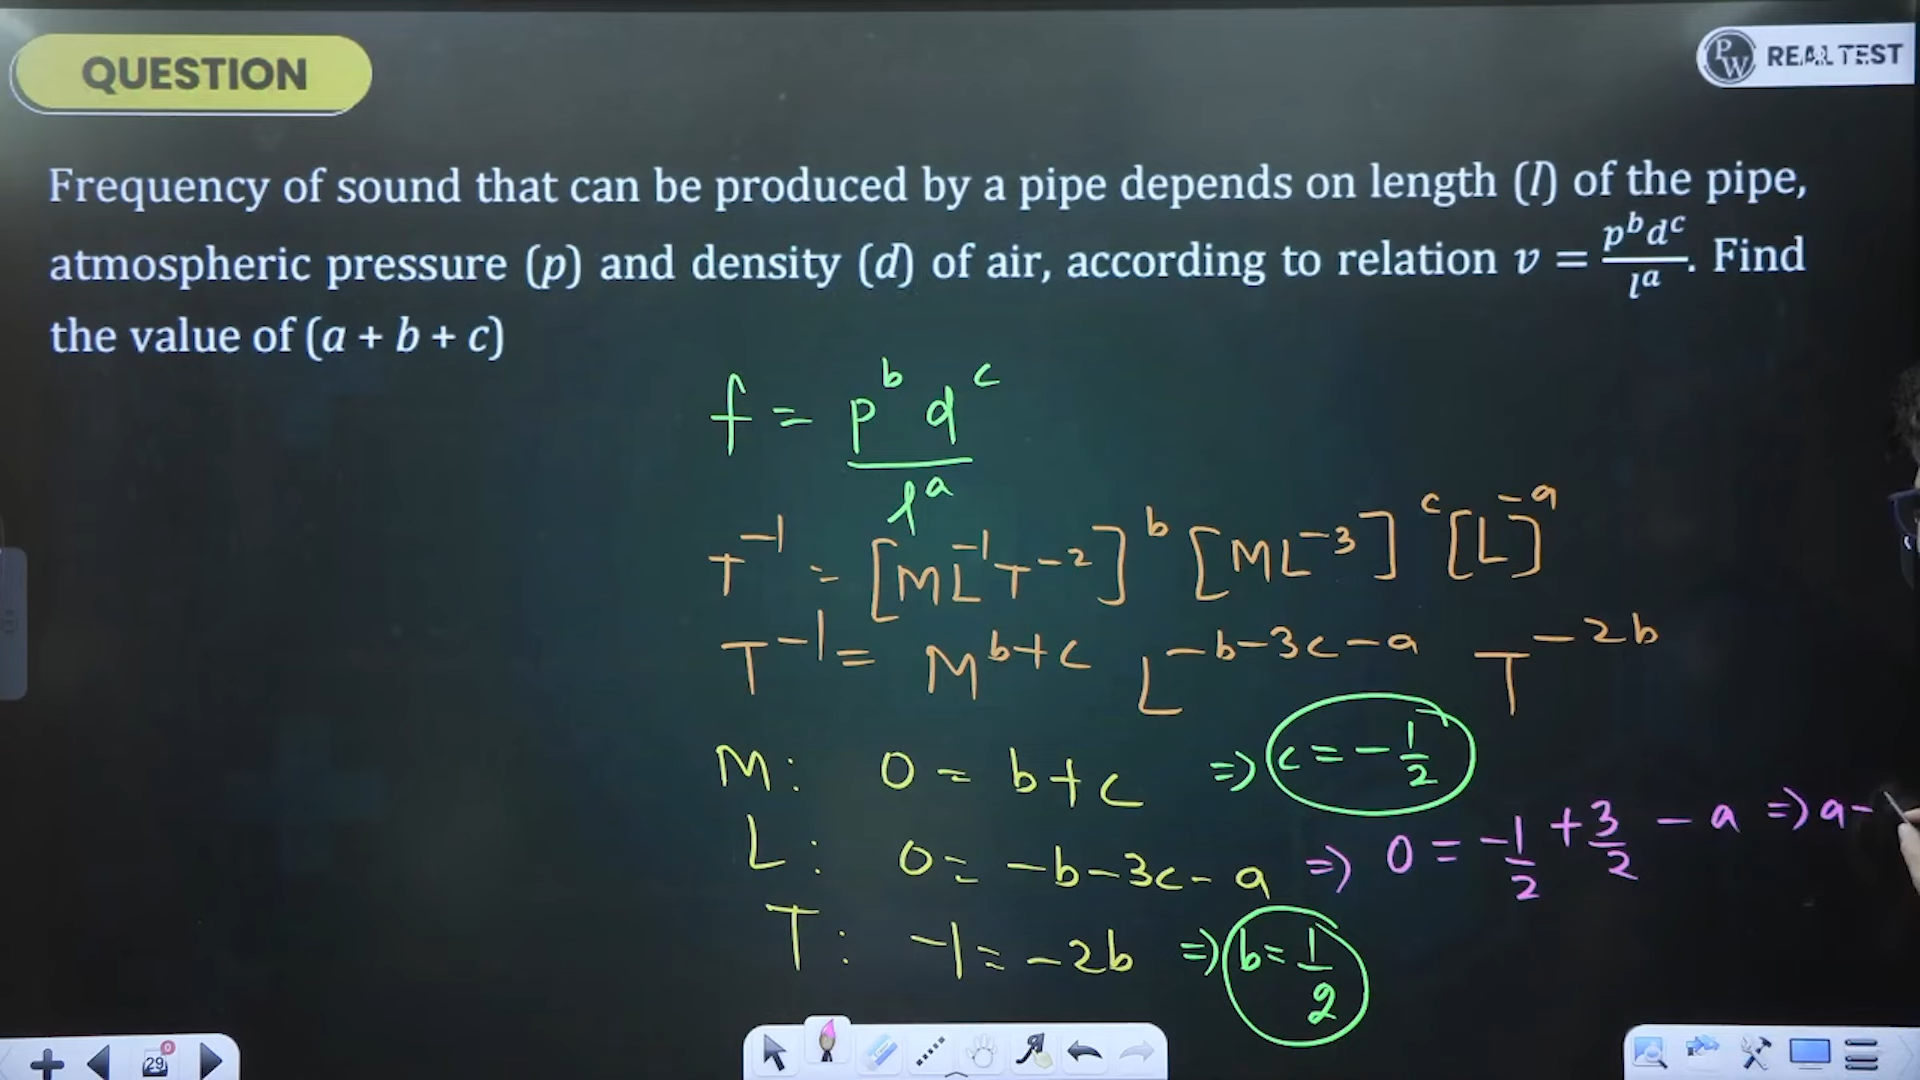 QUESTION
PW REAL TEST
Frequency of sound that can be produced by a pipe depends on length (l) of the pipe,
atmospheric pressure (p) and density (d) of air, according to relation v = p^b d^c / l^a. Find
the value of (a + b + c)
f = p^b d^c / l^a
T^-1 = [ML^-1T^-2]^b [ML^-3]^c [L]^-a
T^-1 = M^b+c L^-b-3c-a T^-2b
M: 0 = b+c ⇒ c = -1/2
L: 0 = -b-3c-a ⇒ 0 = -1/2 + 3/2 - a ⇒ a -
T: -1 = -2b ⇒ b = 1/2
29
0